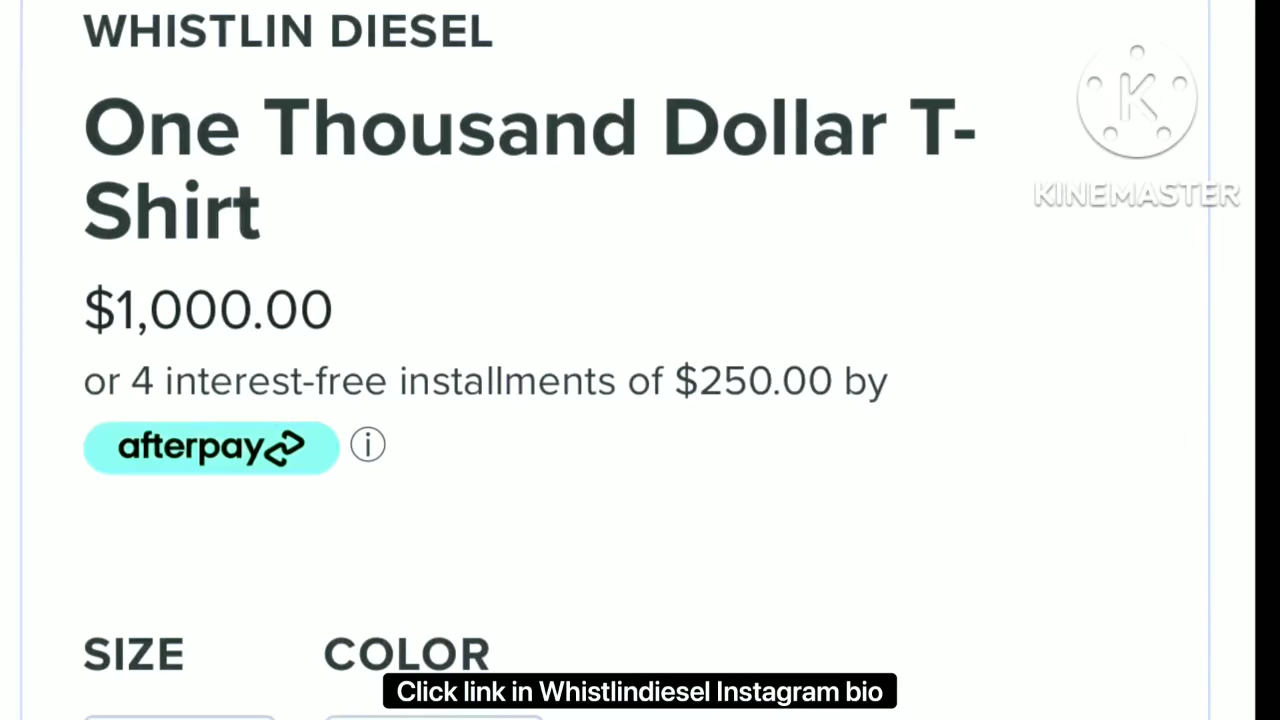 WHISTLIN DIESEL
One Thousand Dollar T-
Shirt
K
KINEMASTER
$1,000.00
or 4 interest-free installments of $250.00 by
afterpay
i
SIZE
COLOR
Click link in Whistlindiesel Instagram bio